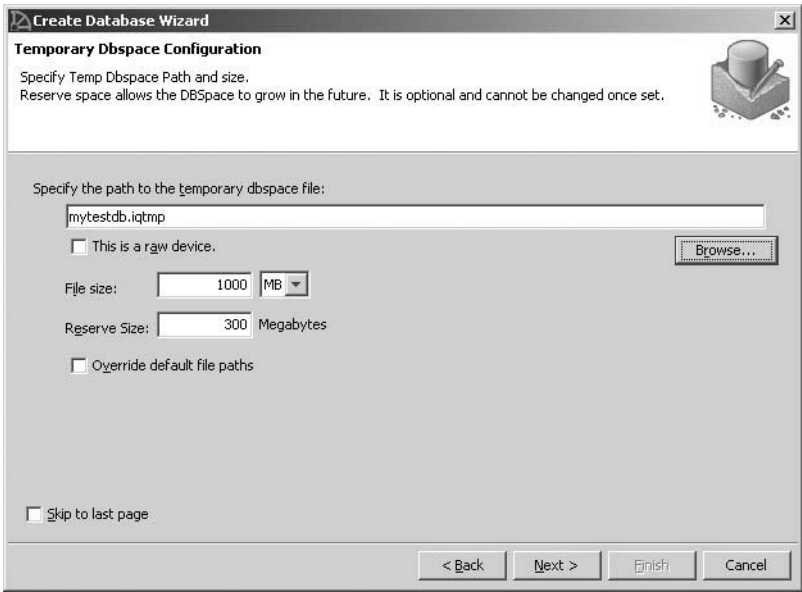 Create Database Wizard
Temporary Dbspace Configuration
Specify Temp Dbspace Path and size.
Reserve space allows the DBSpace to grow in the future. It is optional and cannot be changed once set.
Specify the path to the temporary dbspace file:
mytestdb.iqtmp
This is a raw device.
Browse...
File size: 1000 MB
Reserve Size: 300 Megabytes
Override default file paths
Skip to last page
< Back Next > Finish Cancel